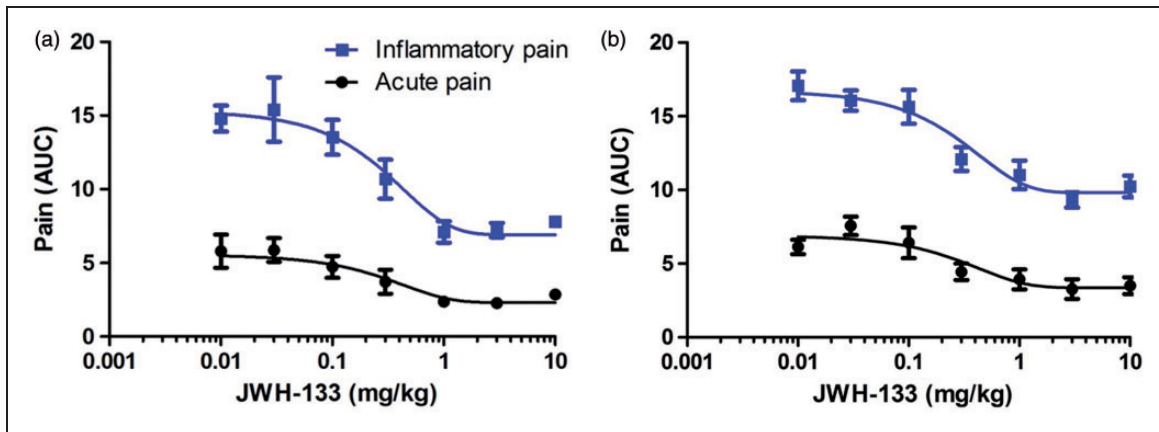 (a)
20
15
10
5
0
Pain (AUC)
Inflammatory pain
Acute pain
0.001 0.01 0.1 1 10
JWH-133 (mg/kg)
(b)
20
15
10
5
0
Pain (AUC)
0.001 0.01 0.1 1 10
JWH-133 (mg/kg)